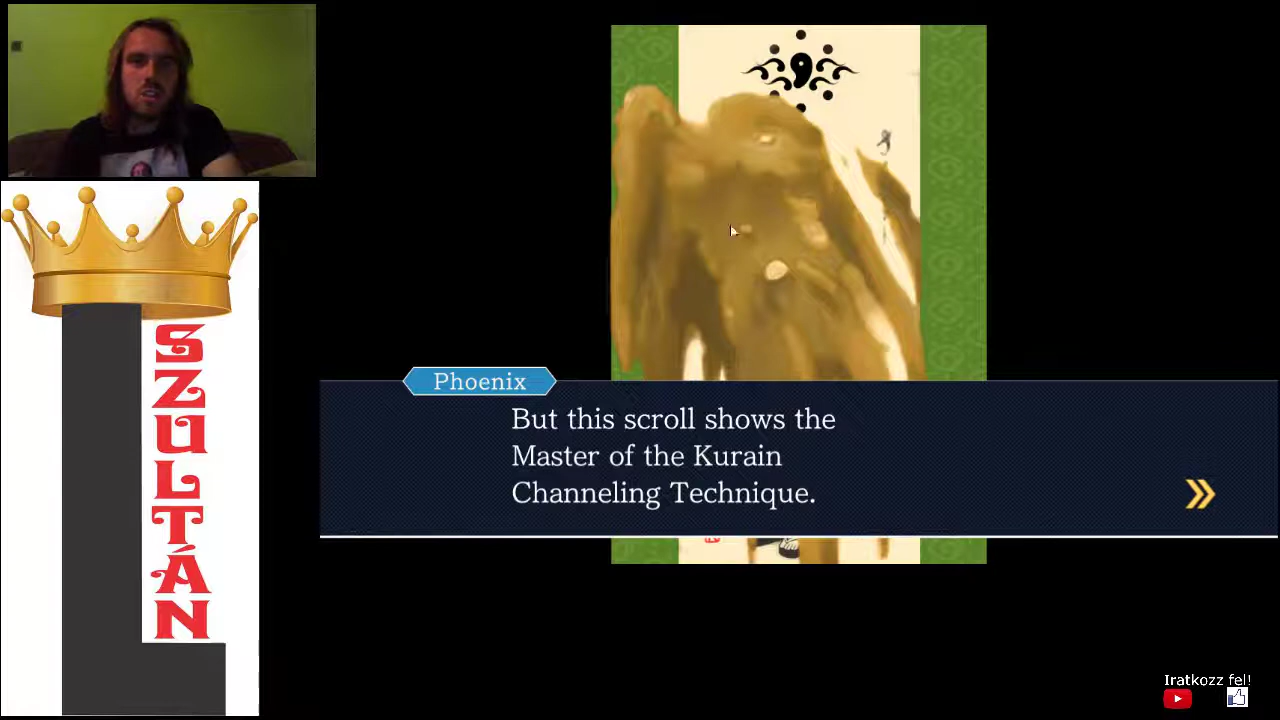 L
SZULTÁN
Phoenix
But this scroll shows the
Master of the Kurain
Channeling Technique.
Iratkozz fel!